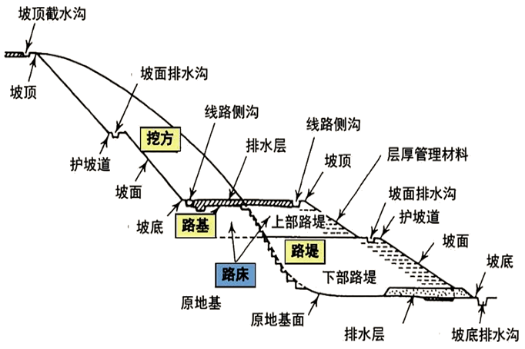 坡顶截水沟
坡顶
坡面排水沟
挖方
线路侧沟
排水层
线路侧沟
坡顶
层厚管理材料
护坡道
坡面
坡面排水沟
护坡道
坡底
路基
上部路堤
路堤
坡面
路床
下部路堤
坡底
原地基
原地基面
排水层
坡底排水沟